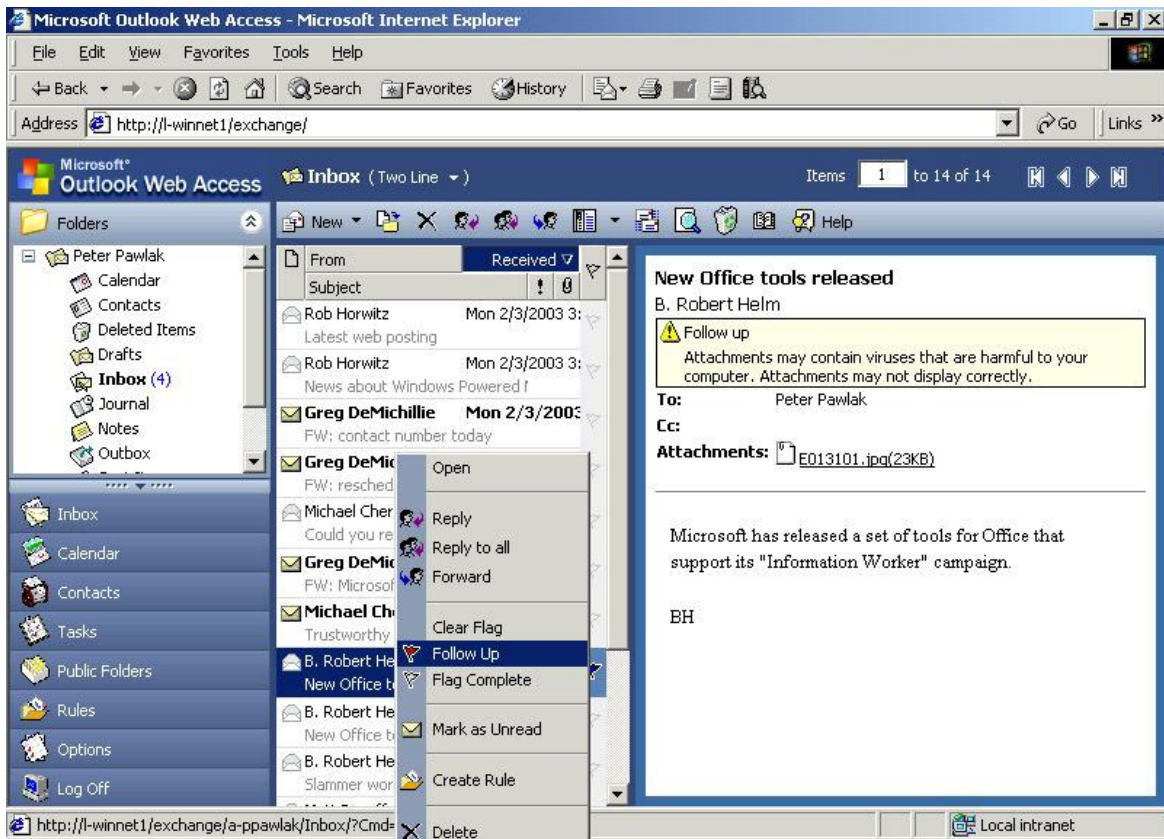 Microsoft Outlook Web Access - Microsoft Internet Explorer
File Edit View Favorites Tools Help
Back Search Favorites History
Address http://l-winnet1/exchange/ Go Links »
Microsoft®
Outlook Web Access
Inbox (Two Line) Items 1 to 14 of 14
Folders
New Help
Peter Pawlak
Calendar
Contacts
Deleted Items
Drafts
Inbox (4)
Journal
Notes
Outbox
Inbox
Calendar
Contacts
Tasks
Public Folders
Rules
Options
Log Off
From Received
Subject !
Rob Horwitz Mon 2/3/2003 3:
Latest web posting
Rob Horwitz Mon 2/3/2003 3:
News about Windows Powered
Greg DeMichillie Mon 2/3/2003
FW: contact number today
Greg DeMic
FW: resched
Michael Cher
Could you re
Greg DeMic
FW: Microsof
Michael Ch
Trustworthy
B. Robert He
New Office t
B. Robert He
New Office t
B. Robert He
Slammer wor
Open
Reply
Reply to all
Forward
Clear Flag
Follow Up
Flag Complete
Mark as Unread
Create Rule
Delete
New Office tools released
B. Robert Helm
Follow up
Attachments may contain viruses that are harmful to your
computer. Attachments may not display correctly.
To: Peter Pawlak
Cc:
Attachments: E013101.jpg(23KB)
Microsoft has released a set of tools for Office that
support its "Information Worker" campaign.
BH
http://l-winnet1/exchange/a-ppawlak/Inbox/?Cmd=
Local intranet